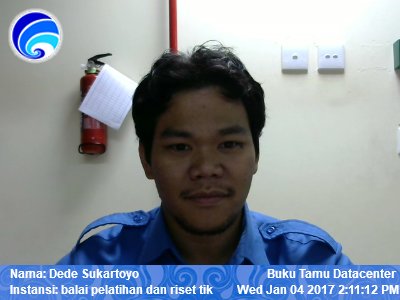 Nama: Dede Sukartoyo
Buku Tamu Datacenter
Instansi: balai pelatihan dan riset tik
Wed Jan 04 2017 2:11:12 PM